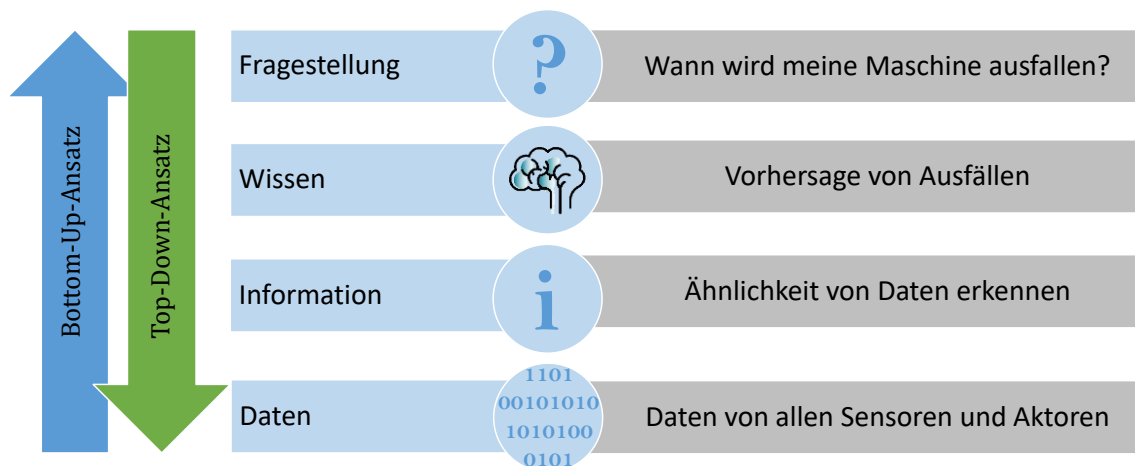 Bottom-Up-Ansatz
Top-Down-Ansatz
Fragestellung
?
Wann wird meine Maschine ausfallen?
Wissen
Vorhersage von Ausfällen
Information
i
Ähnlichkeit von Daten erkennen
Daten
1101
00101010
1010100
0101
Daten von allen Sensoren und Aktoren